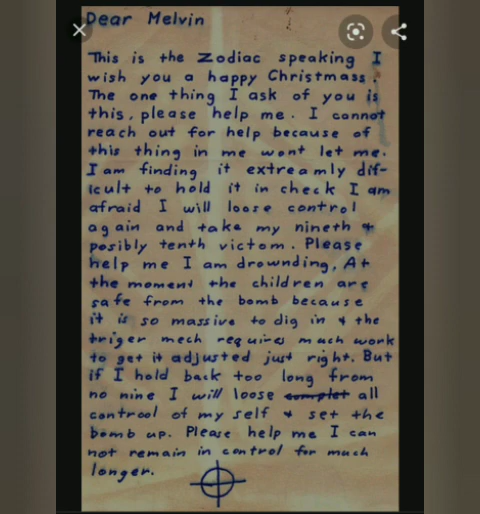 Dear Melvin
This is the Zodiac speaking I
wish you a happy Christmass.
The one thing I ask of you is
this, please help me. I cannot
reach out for help because of
this thing in me wont let me.
I am finding it extreamly dif-
icult to hold it in check I am
afraid I will loose control
again and take my nineth &
posibly tenth victom. Please
help me I am drownding. At
the moment the children are
safe from the bomb because
it is so massive to dig in & the
triger mech requires much work
to get it adjusted just right. But
if I hold back too long from
no nine I will loose complet all
controol of my self & set the
bomb up. Please help me I can
not remain in control for much
longer.